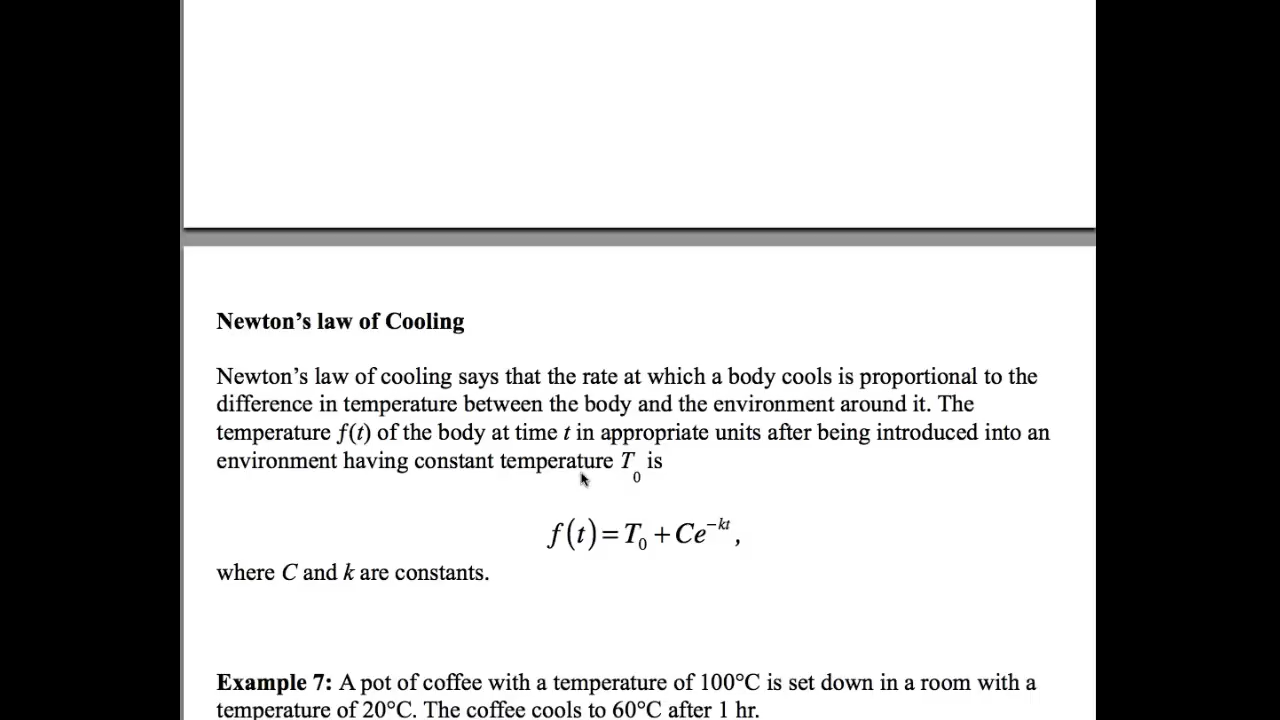 Newton’s law of Cooling
Newton’s law of cooling says that the rate at which a body cools is proportional to the
difference in temperature between the body and the environment around it. The
temperature f(t) of the body at time t in appropriate units after being introduced into an
environment having constant temperature T₀ is
f(t) = T₀ + Ce⁻ᵏᵗ,
where C and k are constants.
Example 7: A pot of coffee with a temperature of 100°C is set down in a room with a
temperature of 20°C. The coffee cools to 60°C after 1 hr.